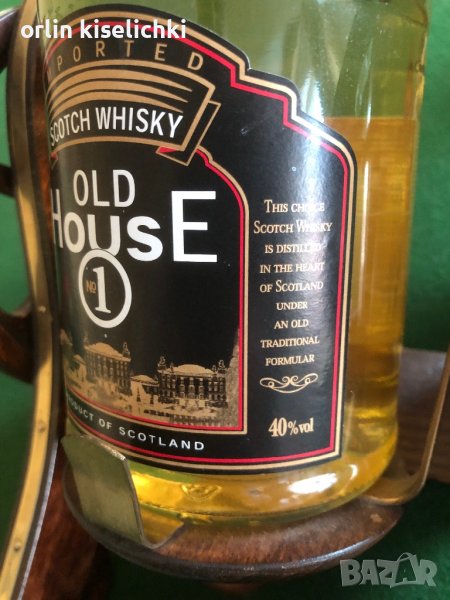 orlin kiselichki
IMPORTED
SCOTCH WHISKY
OLD
HOUSE
No
1
PRODUCT OF SCOTLAND
THIS CHOICE
SCOTCH WHISKY
IS DISTILLED
IN THE HEART
OF SCOTLAND
UNDER
AN OLD
TRADITIONAL
FORMULAR
40%vol
BAZAR